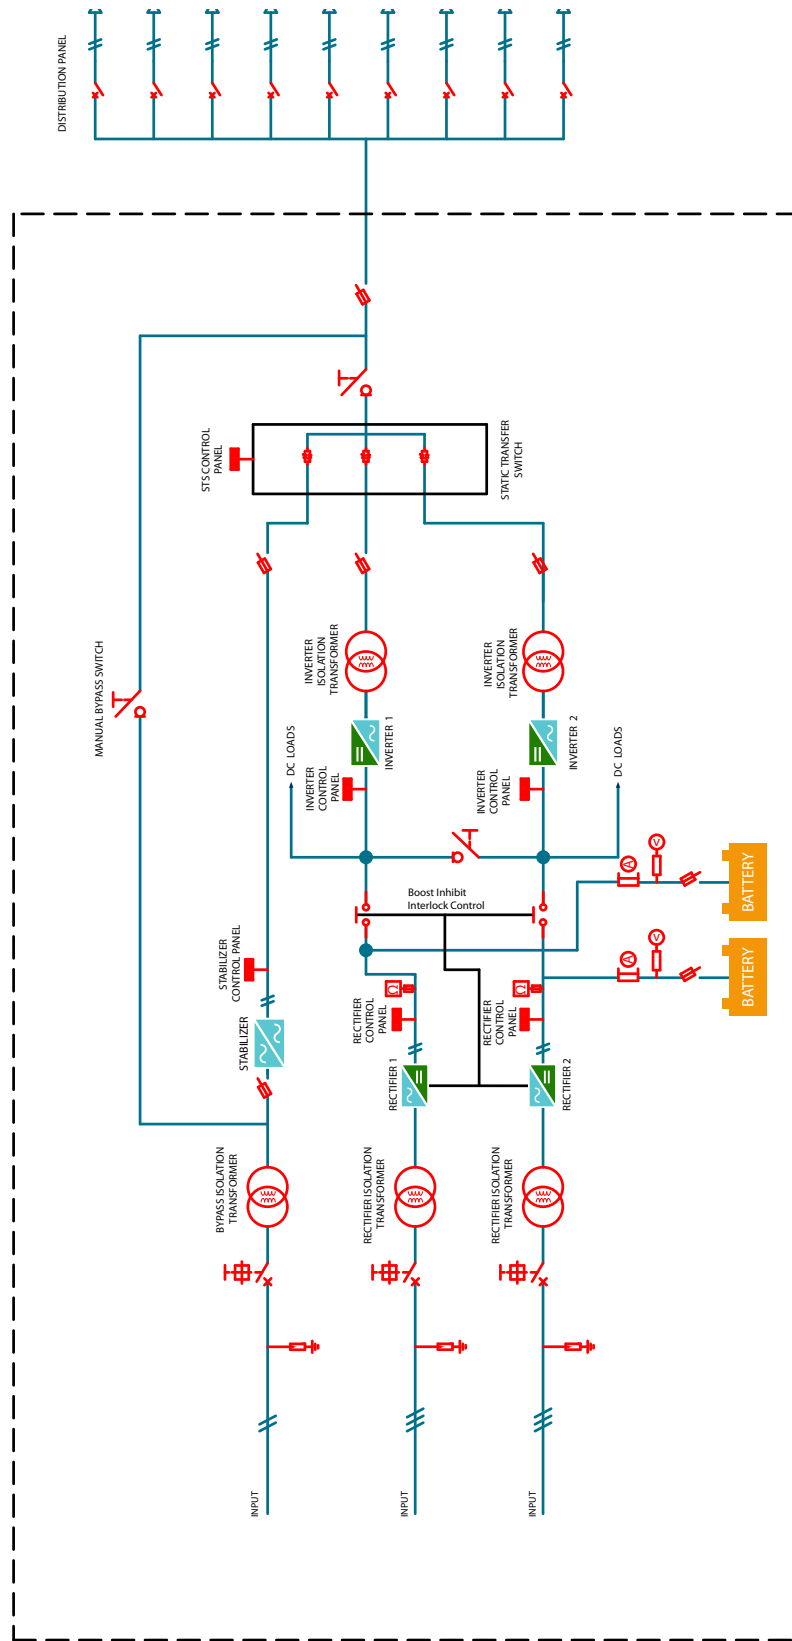 DISTRIBUTION PANEL
MANUAL BYPASS SWITCH
STS CONTROL
PANEL
STATIC TRANSFER
SWITCH
INVERTER
ISOLATION
TRANSFORMER
INVERTER
ISOLATION
TRANSFORMER
INVERTER 1
INVERTER 2
DC LOADS
DC LOADS
INVERTER
CONTROL
PANEL
INVERTER
CONTROL
PANEL
Boost Inhibit
Interlock Control
STABILIZER
CONTROL PANEL
STABILIZER
RECTIFIER
CONTROL
PANEL
RECTIFIER
CONTROL
PANEL
Ω
Ω
A
V
A
V
BATTERY
BATTERY
RECTIFIER 1
RECTIFIER 2
BYPASS ISOLATION
TRANSFORMER
RECTIFIER ISOLATION
TRANSFORMER
RECTIFIER ISOLATION
TRANSFORMER
INPUT
INPUT
INPUT